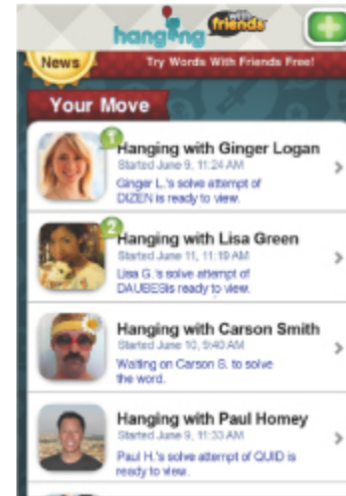 hanging with friends
News
Try Words With Friends Free!
Your Move
1
Hanging with Ginger Logan
Started June 9, 11:24 AM
Ginger L.'s solve attempt of
DIZEN is ready to view.
2
Hanging with Lisa Green
Started June 11, 11:19 AM
Lisa G.'s solve attempt of
DAUBESis ready to view.
Hanging with Carson Smith
Started June 10, 9:40 AM
Waiting on Carson S. to solve
the word.
Hanging with Paul Homey
Started June 9, 11:33 AM
Paul H.'s solve attempt of QUID is
ready to view.